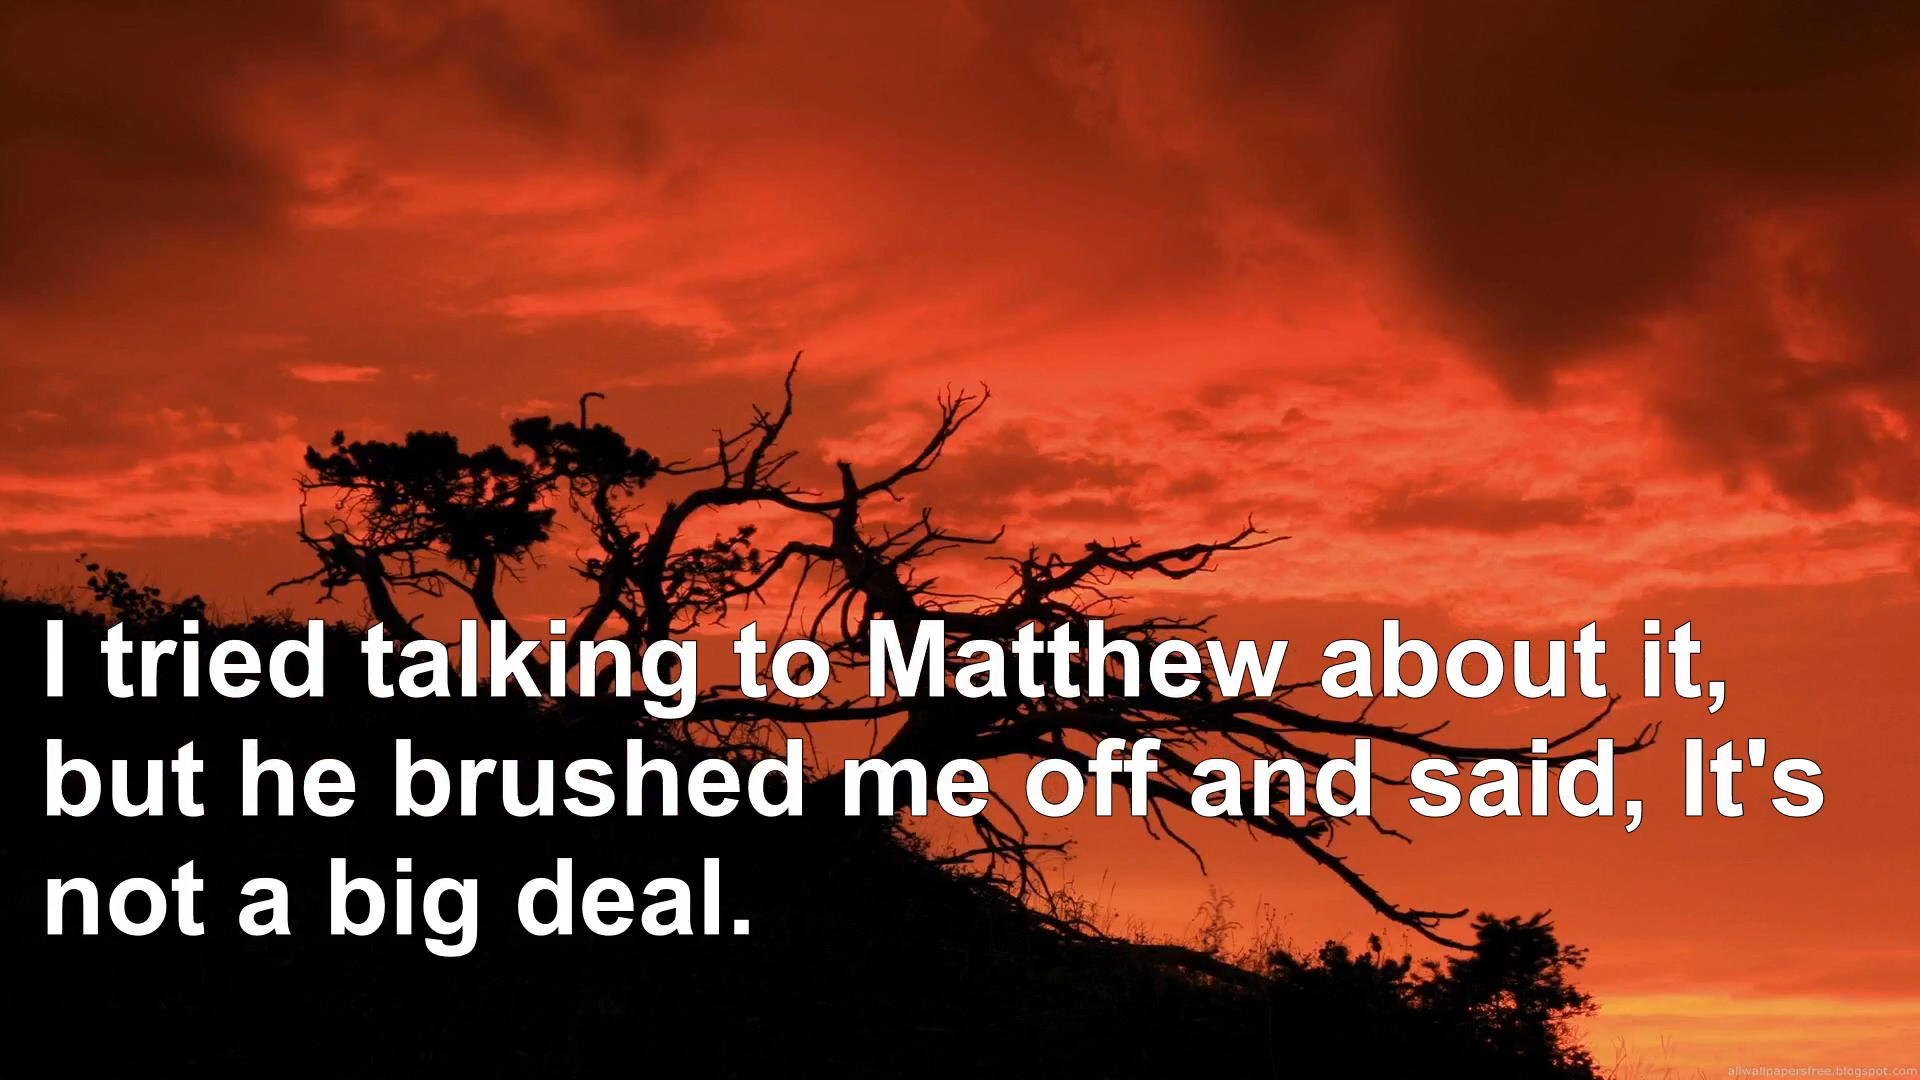 I tried talking to Matthew about it,
but he brushed me off and said, It's
not a big deal.
allwallpapersfree.blogspot.com